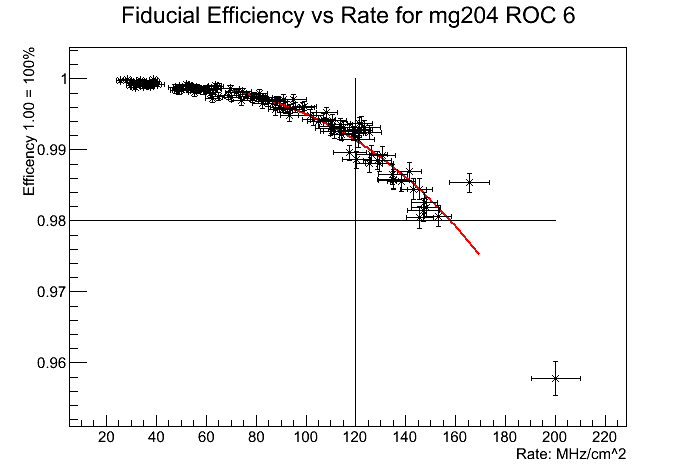 Fiducial Efficiency vs Rate for mg204 ROC 6
Efficency 1.00 = 100%
1
0.99
0.98
0.97
0.96
20 40 60 80 100 120 140 160 180 200 220
Rate: MHz/cm^2